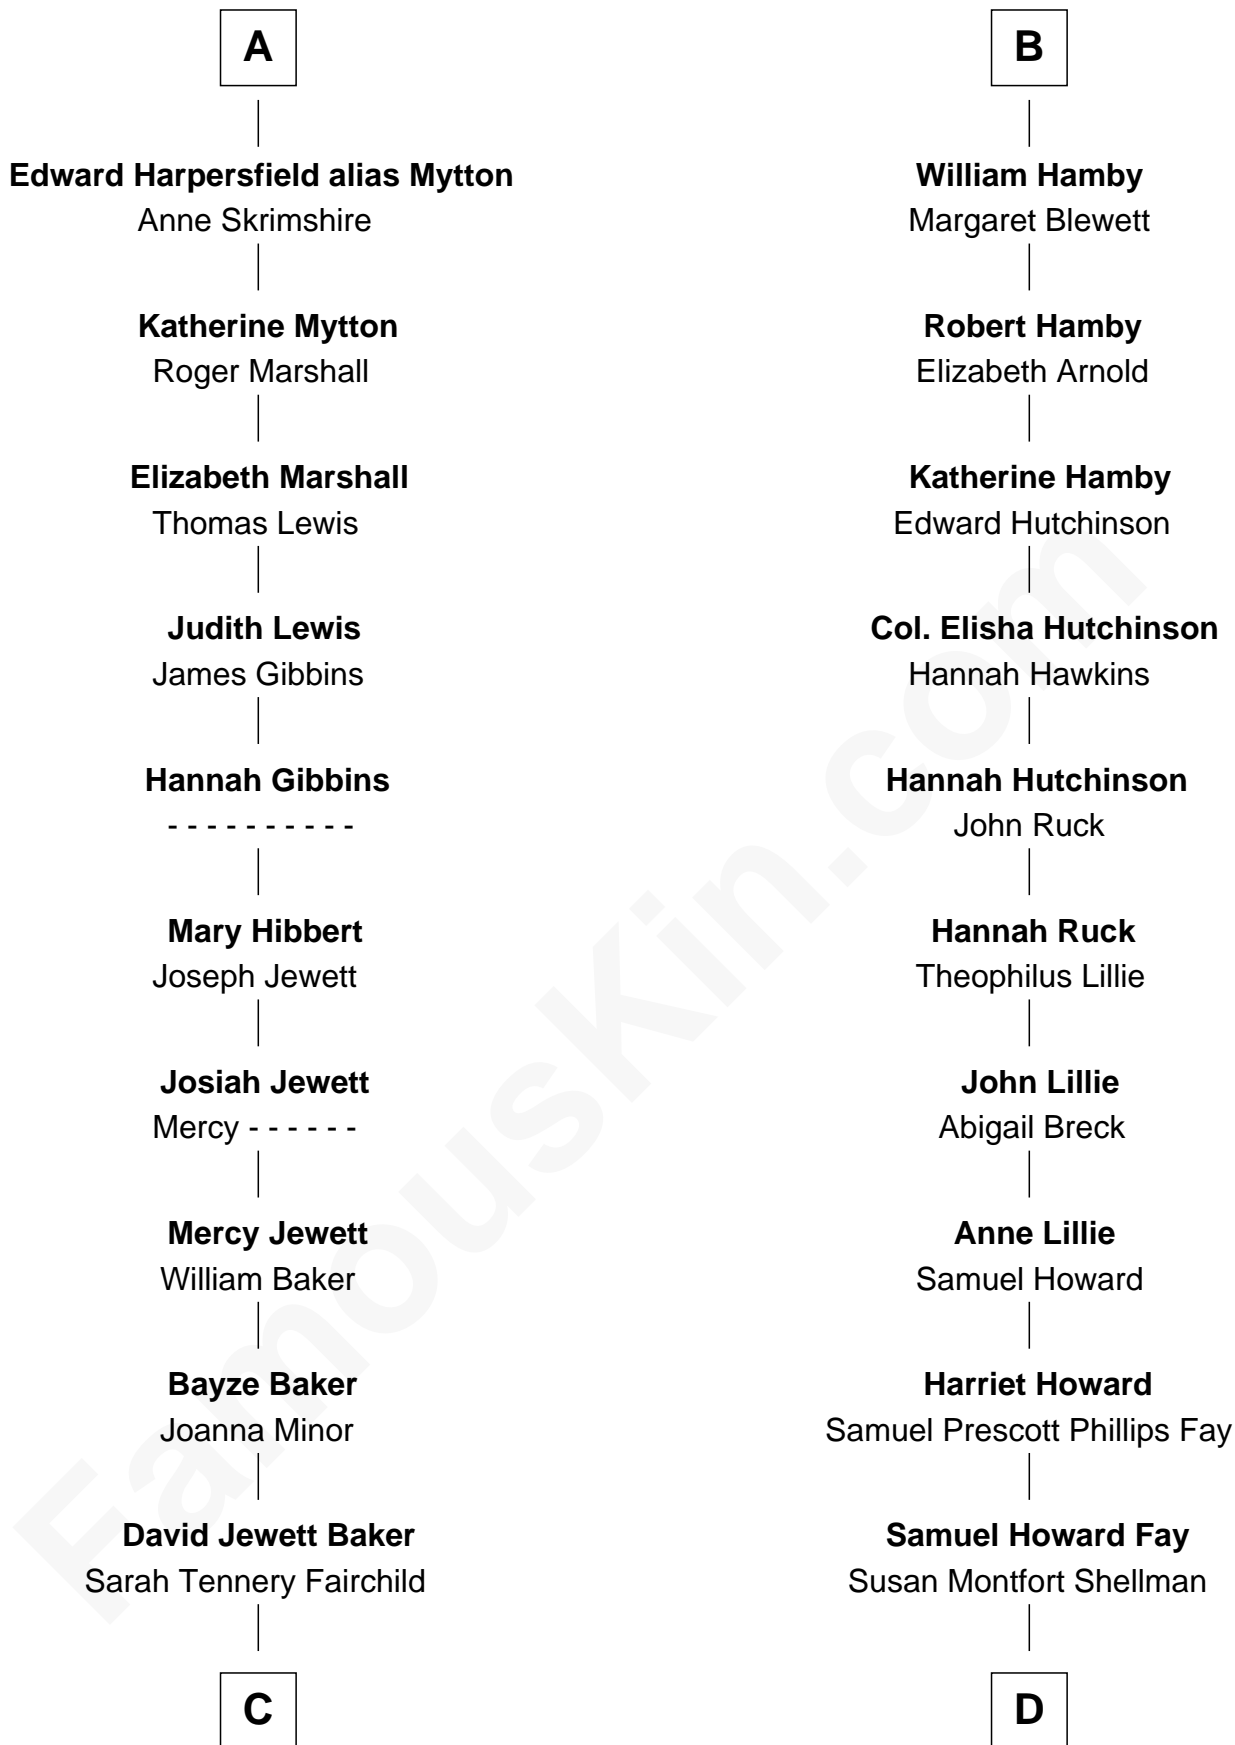 A
Edward Harpersfield alias Mytton
Anne Skrimshire
Katherine Mytton
Roger Marshall
Elizabeth Marshall
Thomas Lewis
Judith Lewis
James Gibbins
Hannah Gibbins
- - - - - - - - - -
Mary Hibbert
Joseph Jewett
Josiah Jewett
Mercy - - - - - -
Mercy Jewett
William Baker
Bayze Baker
Joanna Minor
David Jewett Baker
Sarah Tennery Fairchild
C
B
William Hamby
Margaret Blewett
Robert Hamby
Elizabeth Arnold
Katherine Hamby
Edward Hutchinson
Col. Elisha Hutchinson
Hannah Hawkins
Hannah Hutchinson
John Ruck
Hannah Ruck
Theophilus Lillie
John Lillie
Abigail Breck
Anne Lillie
Samuel Howard
Harriet Howard
Samuel Prescott Phillips Fay
Samuel Howard Fay
Susan Montfort Shellman
D
FamousKin.com